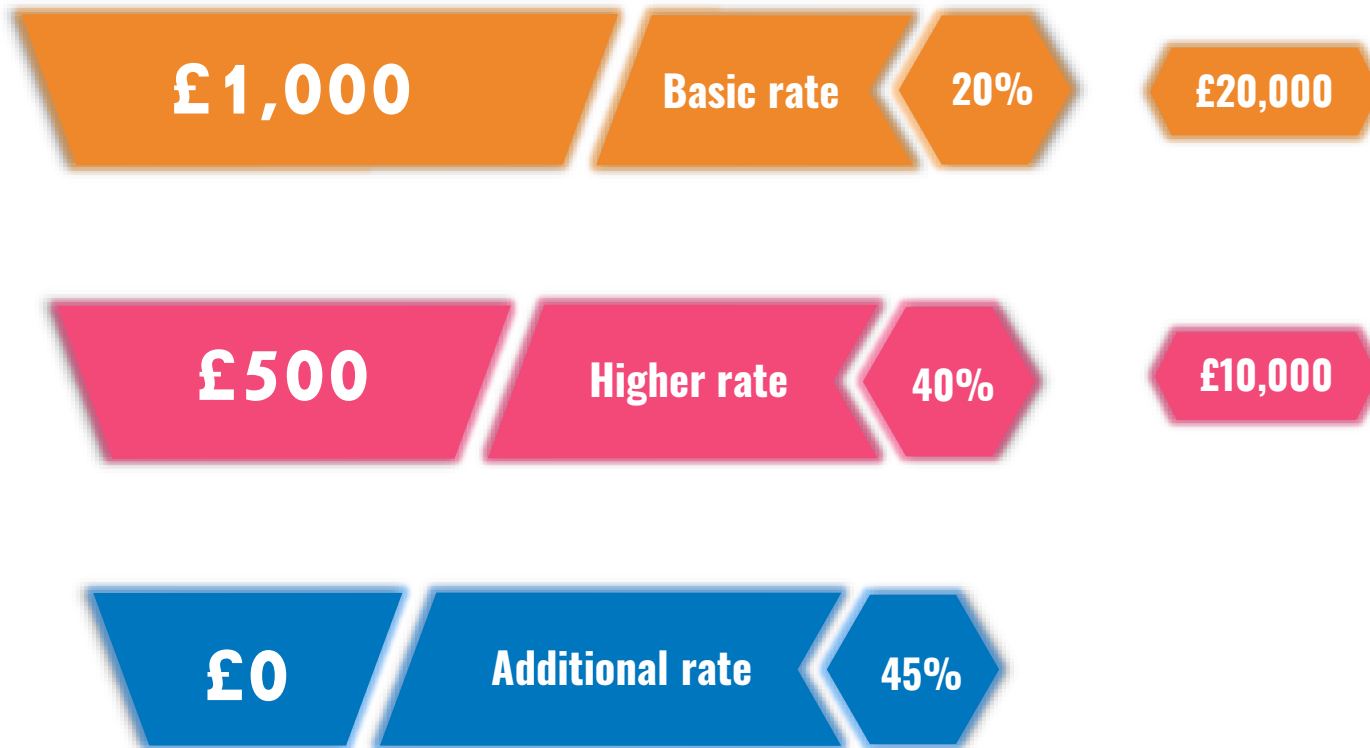 £1,000 Basic rate 20% £20,000
£500 Higher rate 40% £10,000
£0 Additional rate 45%